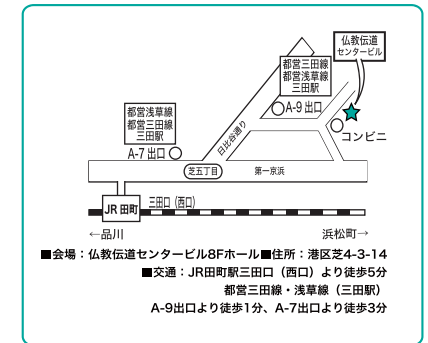 仏教伝道
センタービル
都営三田線
都営浅草線
三田駅
A-9 出口
都営浅草線
都営三田線
三田駅
A-7 出口
日比谷通り
コンビニ
芝五丁目
第一京浜
JR 田町
三田口（西口）
←品川
浜松町→
■会場：仏教伝道センタービル8Fホール■住所：港区芝4-3-14
■交通：JR田町駅三田口（西口）より徒歩5分
都営三田線・浅草線（三田駅）
A-9出口より徒歩1分、A-7出口より徒歩3分